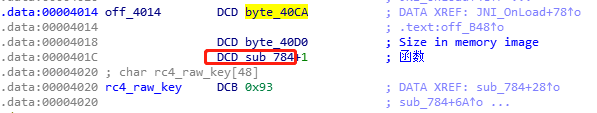 .data:00004014 off_4014 DCD byte_40CA ; DATA XREF: JNI_OnLoad+78↑o
.data:00004014 ; .text:off_B48↑o
.data:00004018 DCD byte_40D0 ; Size in memory image
.data:0000401C DCD sub_784+1 ; 函数
.data:00004020 ; char rc4_raw_key[48]
.data:00004020 rc4_raw_key DCB 0x93 ; DATA XREF: sub_784+28↑o
.data:00004020 ; sub_784+6A↑o ...